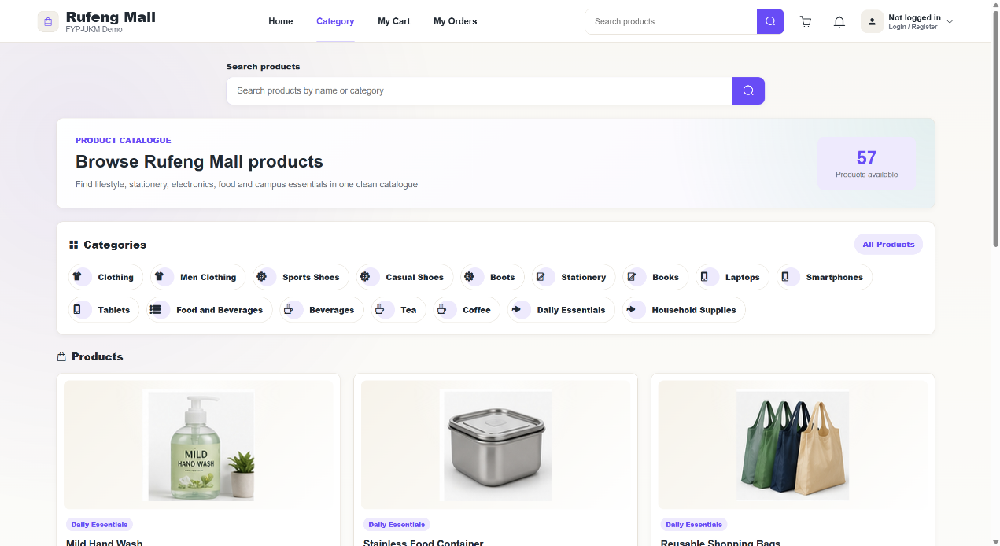 Rufeng Mall
FYP-UKM Demo
Home
Category
My Cart
My Orders
Search products...
Not logged in
Login / Register
Search products
Search products by name or category
PRODUCT CATALOGUE
Browse Rufeng Mall products
Find lifestyle, stationery, electronics, food and campus essentials in one clean catalogue.
57
Products available
Categories
All Products
Clothing
Men Clothing
Sports Shoes
Casual Shoes
Boots
Stationery
Books
Laptops
Smartphones
Tablets
Food and Beverages
Beverages
Tea
Coffee
Daily Essentials
Household Supplies
Products
MILD
HAND WASH
Daily Essentials
Mild Hand Wash
Daily Essentials
Stainless Food Container
Daily Essentials
Reusable Shopping Bags